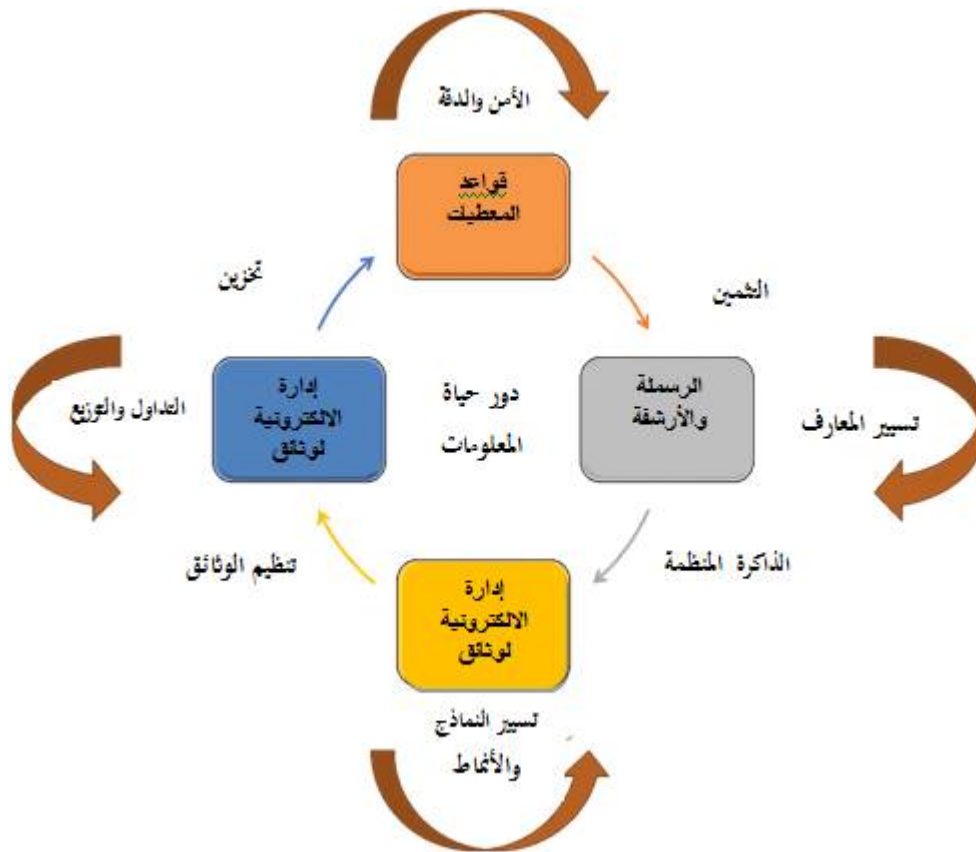 الأمن والدقة
قواعد
المعطيات
تخزين
التثمين
إدارة
الالكترونية
لوثائق
دور حياة
المعلومات
الرسملة
والأرشفة
التداول والتوزيع
تسيير المعارف
تنظيم الوثائق
الذاكرة المنظمة
إدارة
الالكترونية
لوثائق
تسيير النماذج
والأنماط